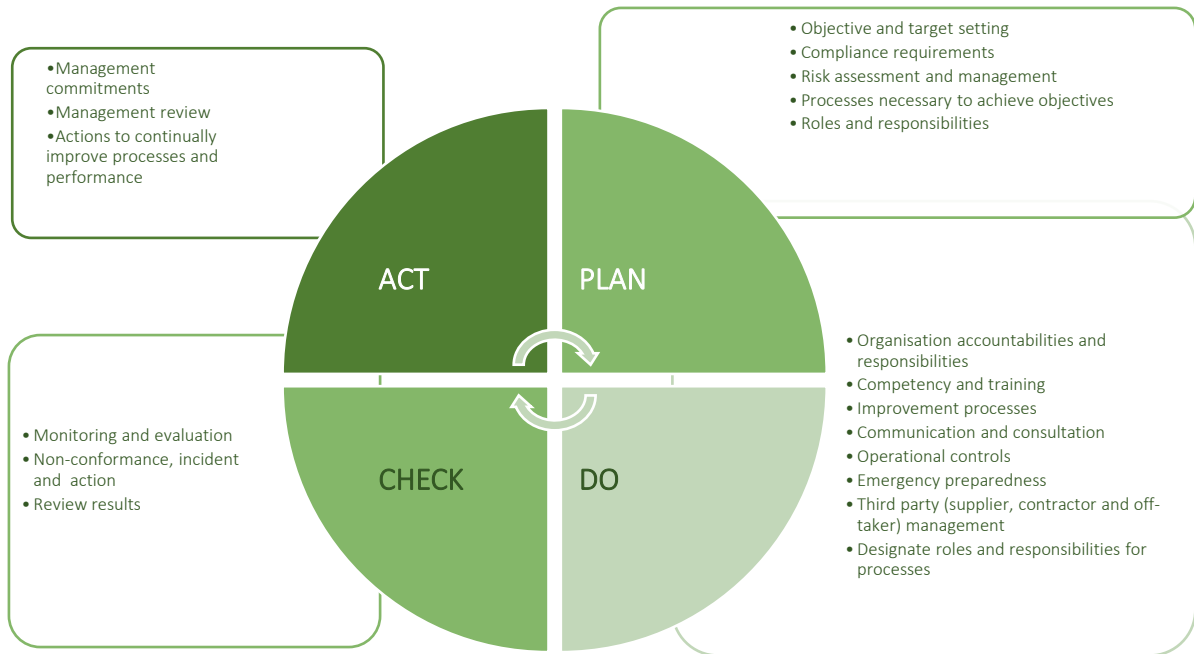 •Management
commitments
•Management review
•Actions to continually
improve processes and
performance
• Objective and target setting
• Compliance requirements
• Risk assessment and management
• Processes necessary to achieve objectives
• Roles and responsibilities
ACT
PLAN
CHECK
DO
• Monitoring and evaluation
• Non-conformance, incident
and action
• Review results
• Organisation accountabilities and
responsibilities
• Competency and training
• Improvement processes
• Communication and consultation
• Operational controls
• Emergency preparedness
• Third party (supplier, contractor and off-
taker) management
• Designate roles and responsibilities for
processes